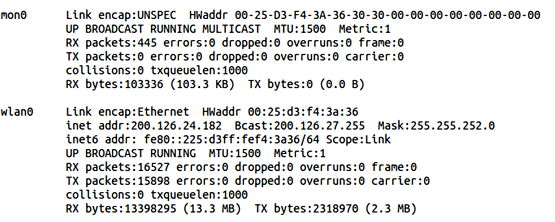 mon0 Link encap:UNSPEC HWaddr 00-25-D3-F4-3A-36-30-30-00-00-00-00-00-00-00-00
UP BROADCAST RUNNING MULTICAST MTU:1500 Metric:1
RX packets:445 errors:0 dropped:0 overruns:0 frame:0
TX packets:0 errors:0 dropped:0 overruns:0 carrier:0
collisions:0 txqueuelen:1000
RX bytes:103336 (103.3 KB) TX bytes:0 (0.0 B)
wlan0 Link encap:Ethernet HWaddr 00:25:d3:f4:3a:36
inet addr:200.126.24.182 Bcast:200.126.27.255 Mask:255.255.252.0
inet6 addr: fe80::225:d3ff:fef4:3a36/64 Scope:Link
UP BROADCAST RUNNING MTU:1500 Metric:1
RX packets:16527 errors:0 dropped:0 overruns:0 frame:0
TX packets:15898 errors:0 dropped:0 overruns:0 carrier:0
collisions:0 txqueuelen:1000
RX bytes:13398295 (13.3 MB) TX bytes:2318970 (2.3 MB)